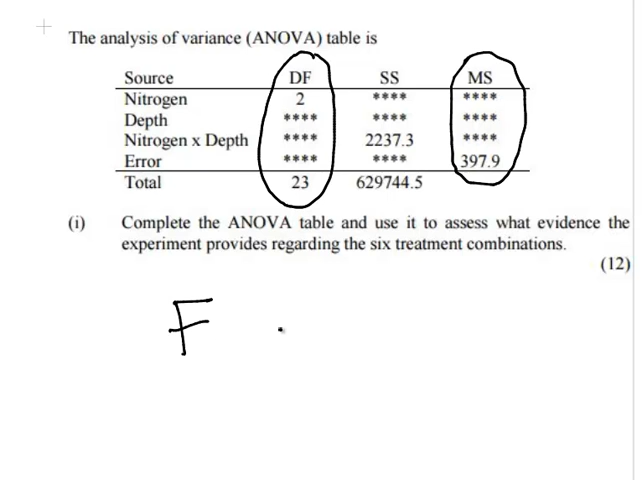 The analysis of variance (ANOVA) table is
Source DF SS MS
Nitrogen 2 **** ****
Depth **** **** ****
Nitrogen x Depth **** 2237.3 ****
Error **** **** 397.9
Total 23 629744.5
(i) Complete the ANOVA table and use it to assess what evidence the
experiment provides regarding the six treatment combinations.
(12)
F